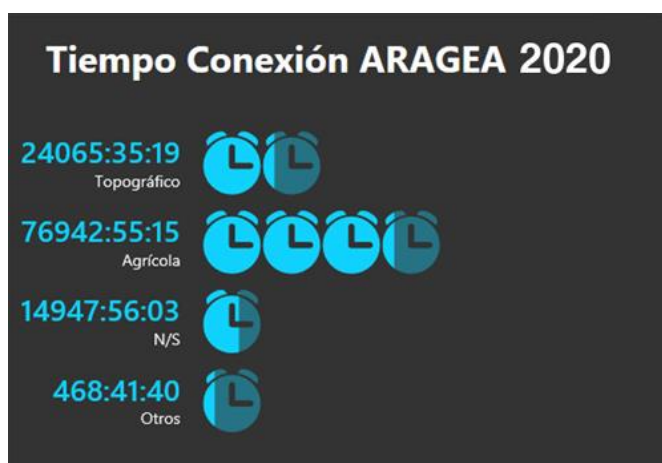 Tiempo Conexión ARAGEA 2020
24065:35:19
Topográfico
76942:55:15
Agrícola
14947:56:03
N/S
468:41:40
Otros